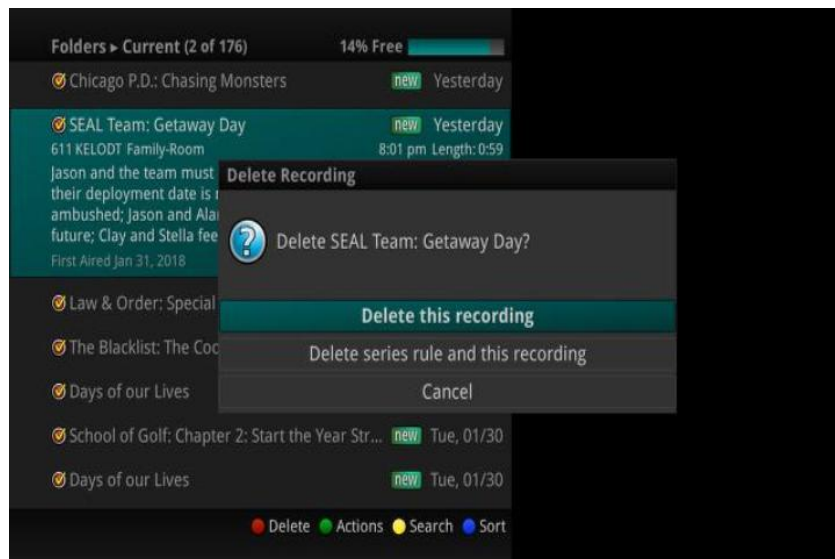 Folders ▸ Current (2 of 176) 14% Free
Chicago P.D.: Chasing Monsters new Yesterday
SEAL Team: Getaway Day new Yesterday
611 KELODT Family-Room 8:01 pm Length: 0:59
Jason and the team must
their deployment date is
ambushed; Jason and
future; Clay and Stella fee
First Aired Jan 31, 2018
Delete Recording
Delete SEAL Team: Getaway Day?
Delete this recording
Delete series rule and this recording
Cancel
Law & Order: Special
The Blacklist: The
Days of our Lives
School of Golf: Chapter 2: Start the Year Str... new Tue, 01/30
Days of our Lives new Tue, 01/30
Delete Actions Search Sort